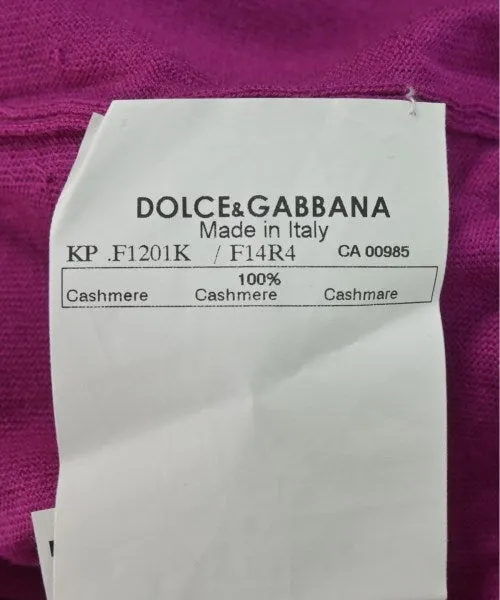 DOLCE&GABBANA
Made in Italy
KP .F1201K / F14R4 CA 00985
100%
Cashmere Cashmere Cashmare